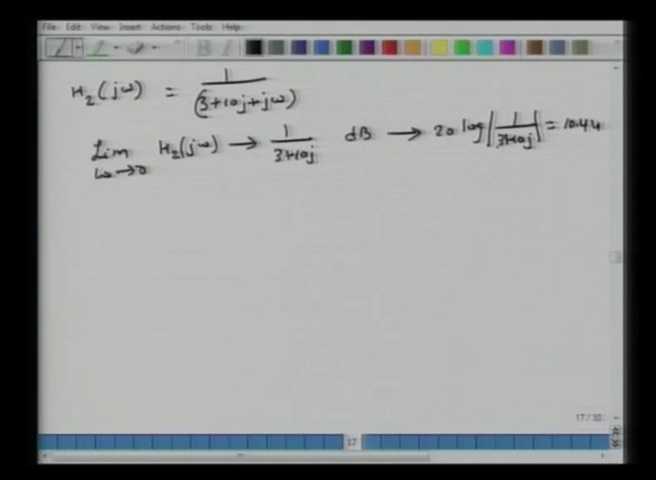 File Edit View Insert Actions Tools Help
H₂(jω) = 1/(3+10j+jω)
Lim ω→0 H₂(jω) → 1/(3+10j) dB → 20 log|1/(3+10j)| = 10.44
17/30
17